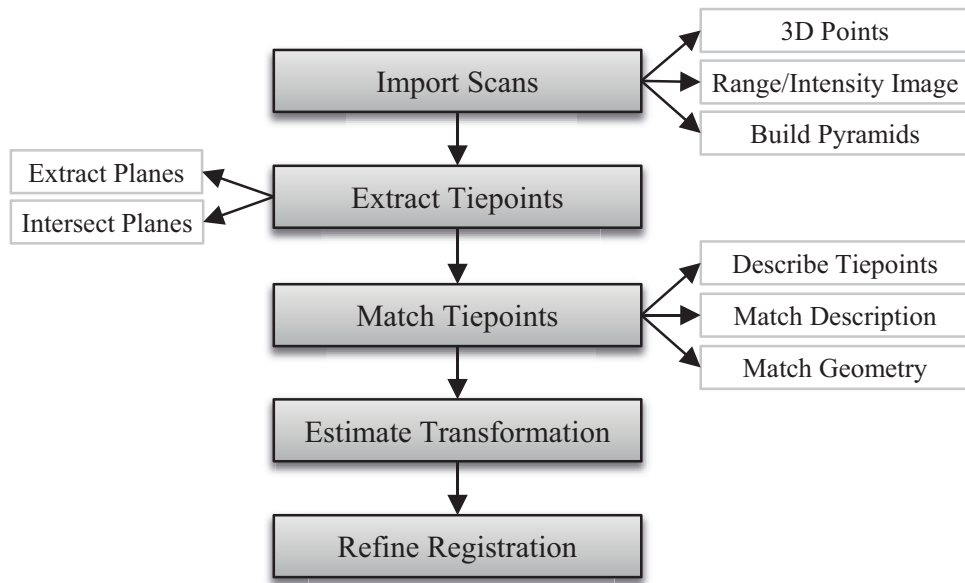 3D Points
Import Scans
Range/Intensity Image
Build Pyramids
Extract Planes
Extract Tiepoints
Intersect Planes
Describe Tiepoints
Match Tiepoints
Match Description
Match Geometry
Estimate Transformation
Refine Registration